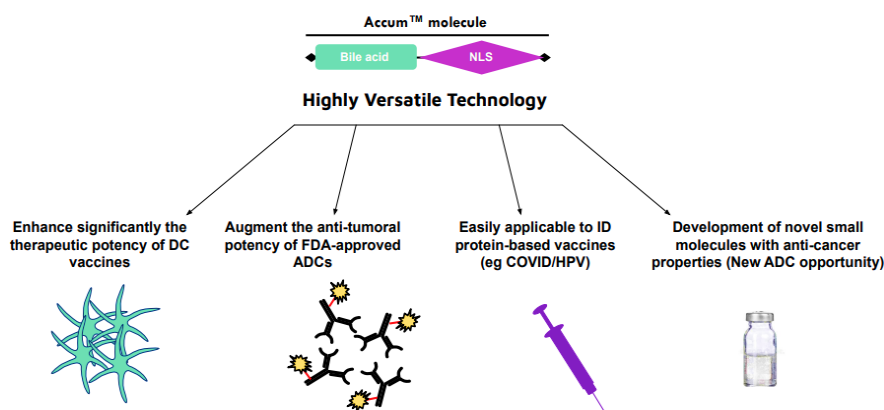 Accum™ molecule
Bile acid
NLS
Highly Versatile Technology
Enhance significantly the
therapeutic potency of DC
vaccines
Augment the anti-tumoral
potency of FDA-approved
ADCs
Easily applicable to ID
protein-based vaccines
(eg COVID/HPV)
Development of novel small
molecules with anti-cancer
properties (New ADC opportunity)